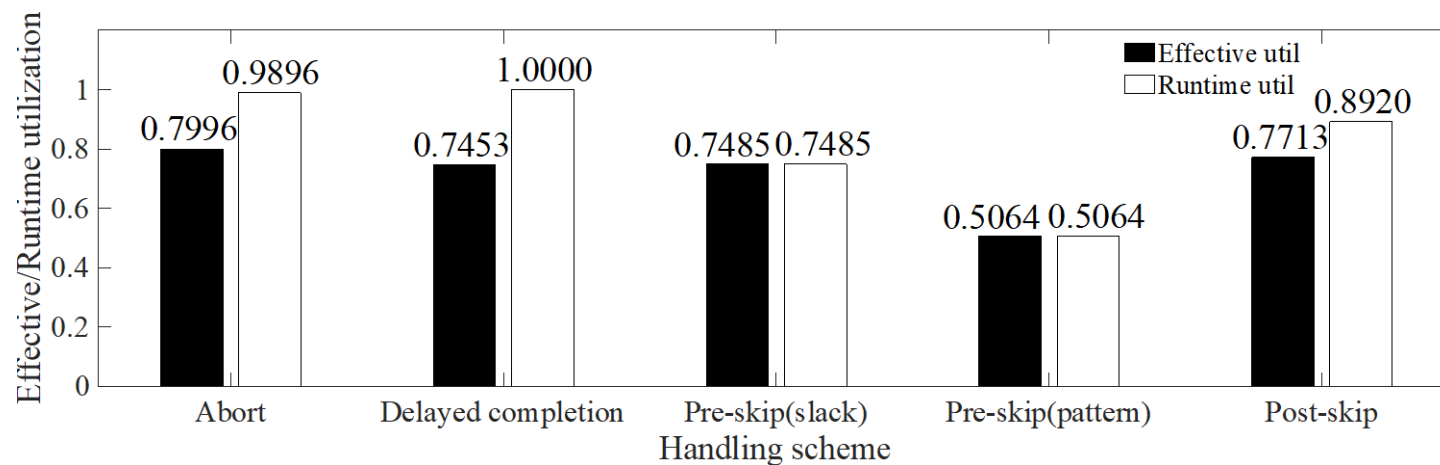 Effective/Runtime utilization
1
0.8
0.6
0.4
0.2
0
0.7996
0.9896
0.7453
1.0000
0.7485
0.7485
0.5064
0.5064
0.7713
0.8920
Effective util
Runtime util
Abort
Delayed completion
Pre-skip(slack)
Pre-skip(pattern)
Post-skip
Handling scheme